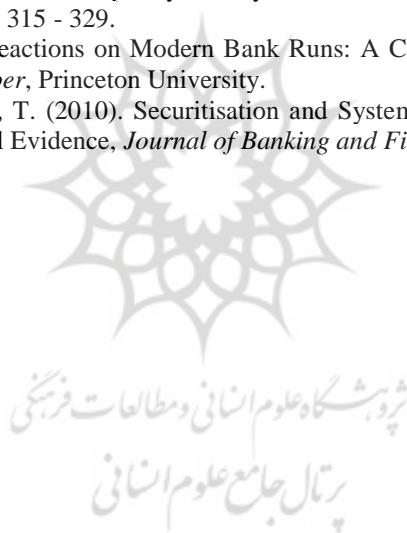 315 - 329.
eactions on Modern Bank Runs: A C
per, Princeton University.
, T. (2010). Securitisation and System
l Evidence, Journal of Banking and Fi
پژوهشگاه علوم انسانی و مطالعات فرهنگی
پرتال جامع علوم انسانی